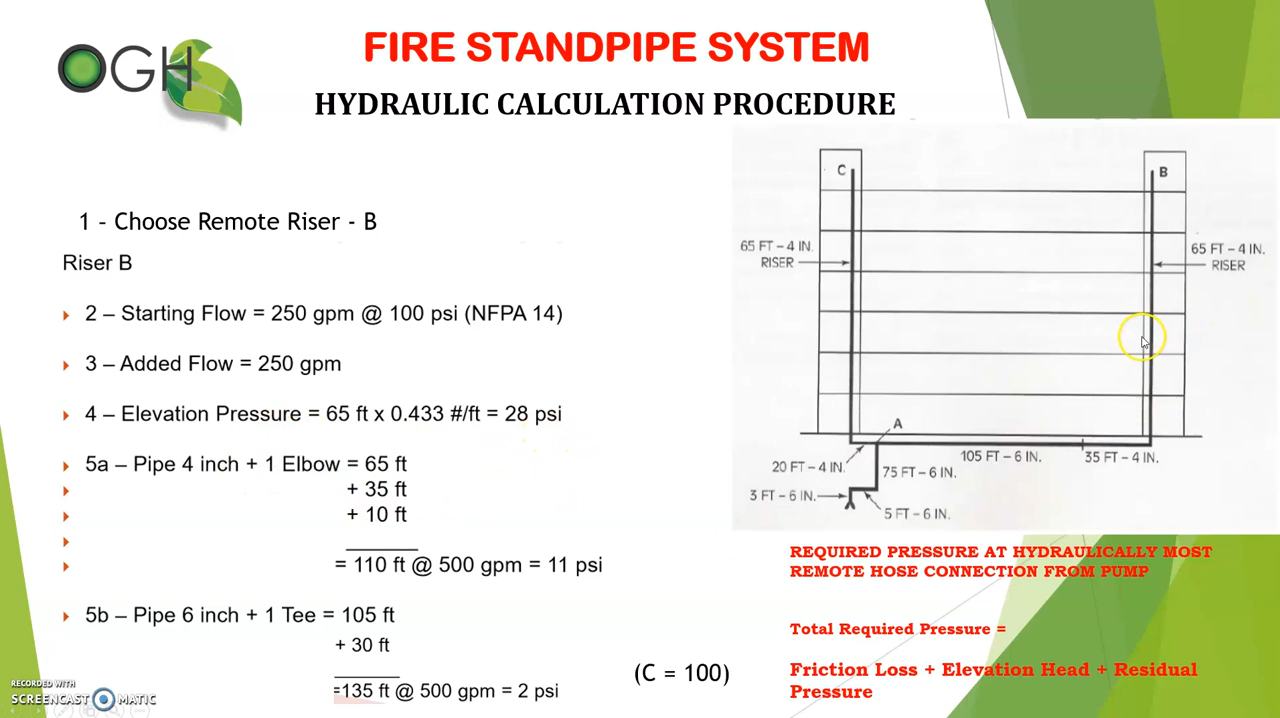 OGH
FIRE STANDPIPE SYSTEM
HYDRAULIC CALCULATION PROCEDURE
1 - Choose Remote Riser - B
Riser B
2 – Starting Flow = 250 gpm @ 100 psi (NFPA 14)
3 – Added Flow = 250 gpm
4 – Elevation Pressure = 65 ft x 0.433 #/ft = 28 psi
5a – Pipe 4 inch + 1 Elbow = 65 ft
+ 35 ft
+ 10 ft
= 110 ft @ 500 gpm = 11 psi
5b – Pipe 6 inch + 1 Tee = 105 ft
+ 30 ft
=135 ft @ 500 gpm = 2 psi
(C = 100)
C
B
65 FT – 4 IN.
RISER
65 FT – 4 IN.
RISER
A
20 FT – 4 IN.
105 FT – 6 IN.
35 FT – 4 IN.
75 FT – 6 IN.
3 FT – 6 IN.
5 FT – 6 IN.
REQUIRED PRESSURE AT HYDRAULICALLY MOST
REMOTE HOSE CONNECTION FROM PUMP
Total Required Pressure =
Friction Loss + Elevation Head + Residual
Pressure
RECORDED WITH
SCREENCAST MATIC